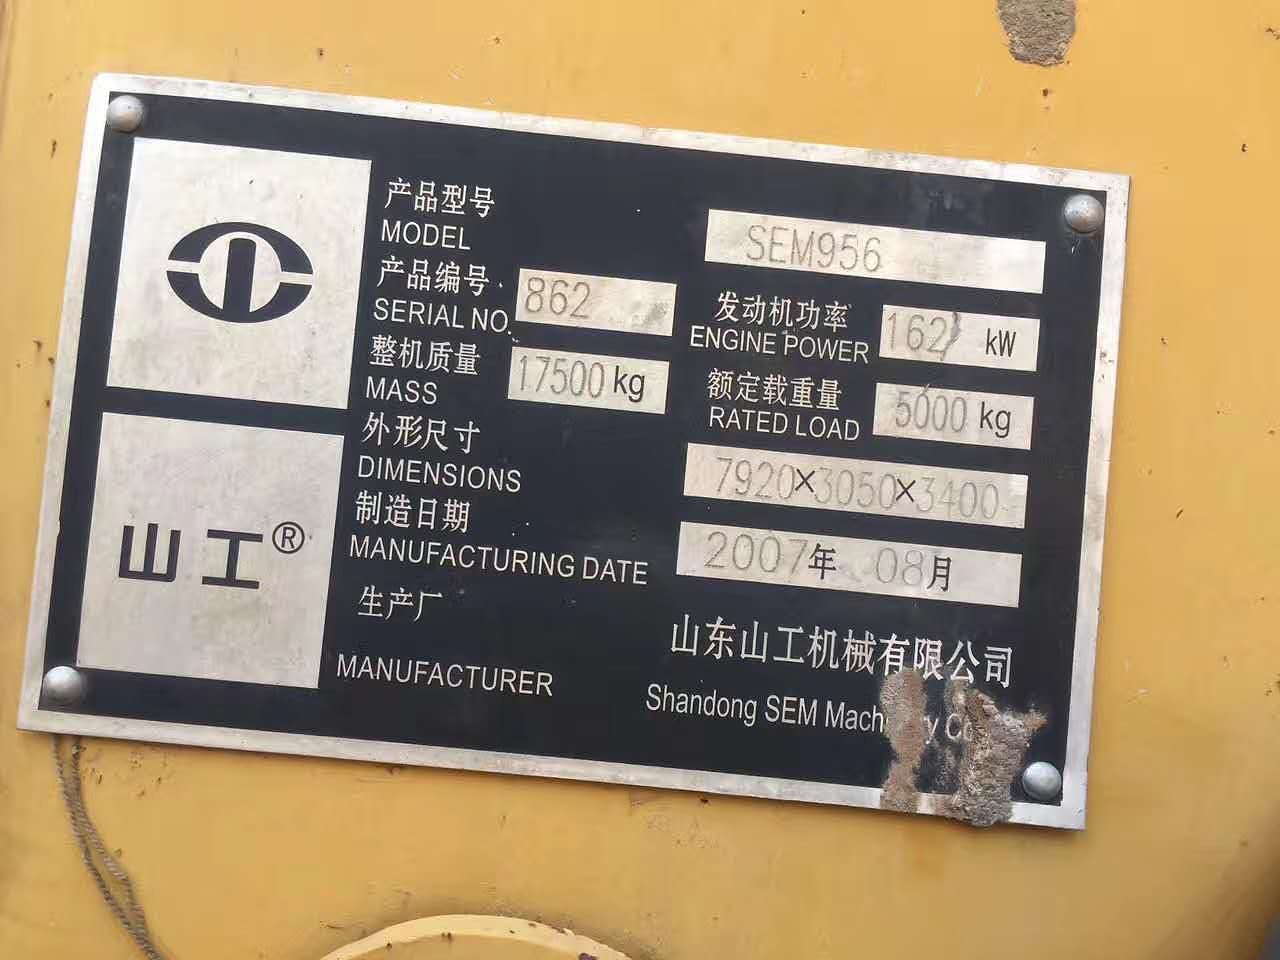 产品型号
MODEL
SEM956
产品编号
SERIAL NO.
862
发动机功率
ENGINE POWER
162 kW
整机质量
MASS
17500 kg
额定载重量
RATED LOAD
5000 kg
外形尺寸
DIMENSIONS
7920×3050×3400
制造日期
MANUFACTURING DATE
2007年 08月
生产厂
MANUFACTURER
山东山工机械有限公司
Shandong SEM
山工®